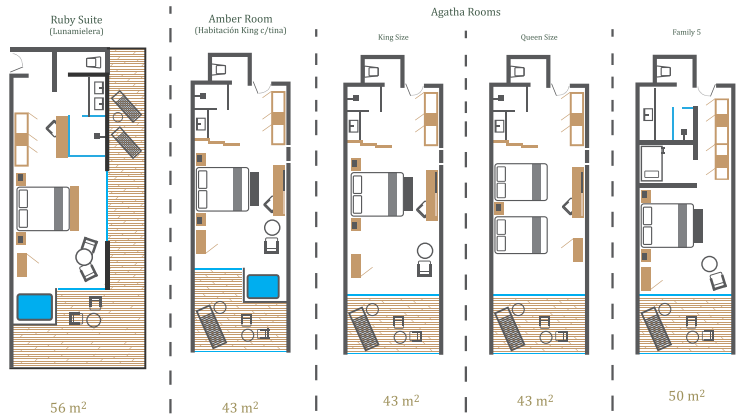 Ruby Suite
(Lunamielera)
Amber Room
(Habitación King c/tina)
Agatha Rooms
King Size
Queen Size
Family 5
56 m²
43 m²
43 m²
43 m²
50 m²